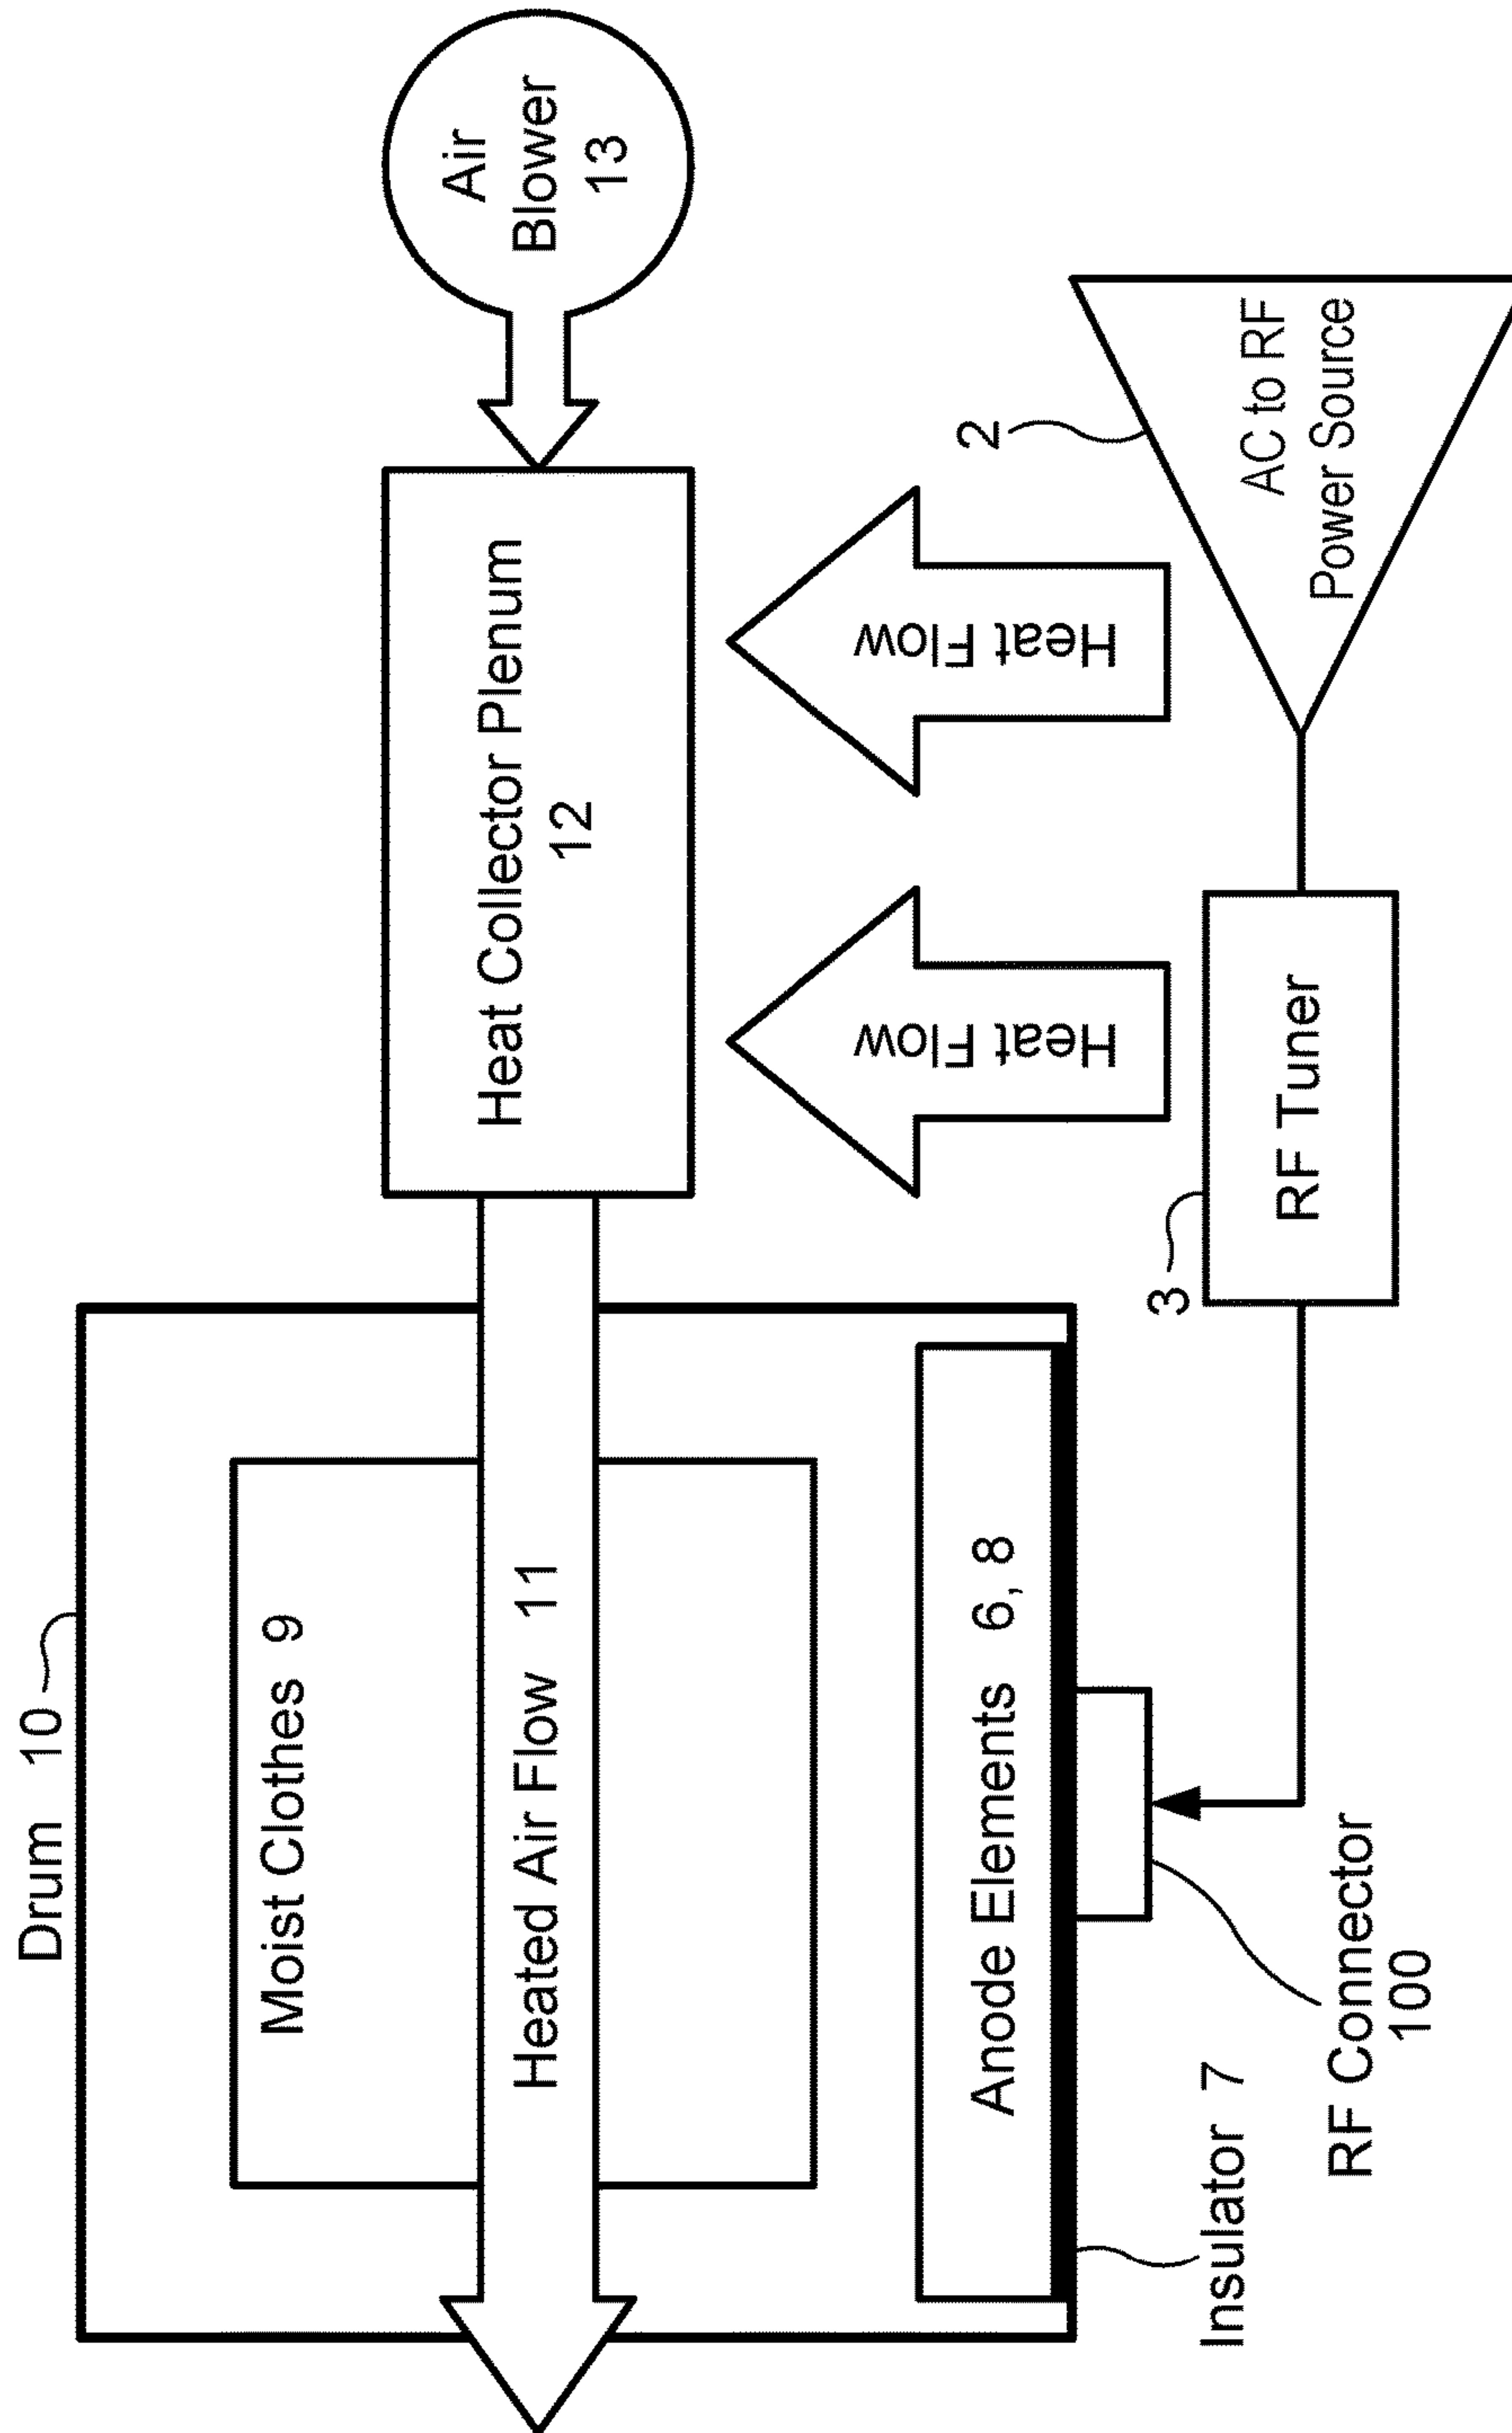 Drum 10
Moist Clothes 9
Heated Air Flow 11
Anode Elements 6, 8
Insulator 7
RF Connector
100
Heat Collector Plenum
12
Air
Blower
13
Heat Flow
Heat Flow
3
RF Tuner
2
AC to RF
Power Source